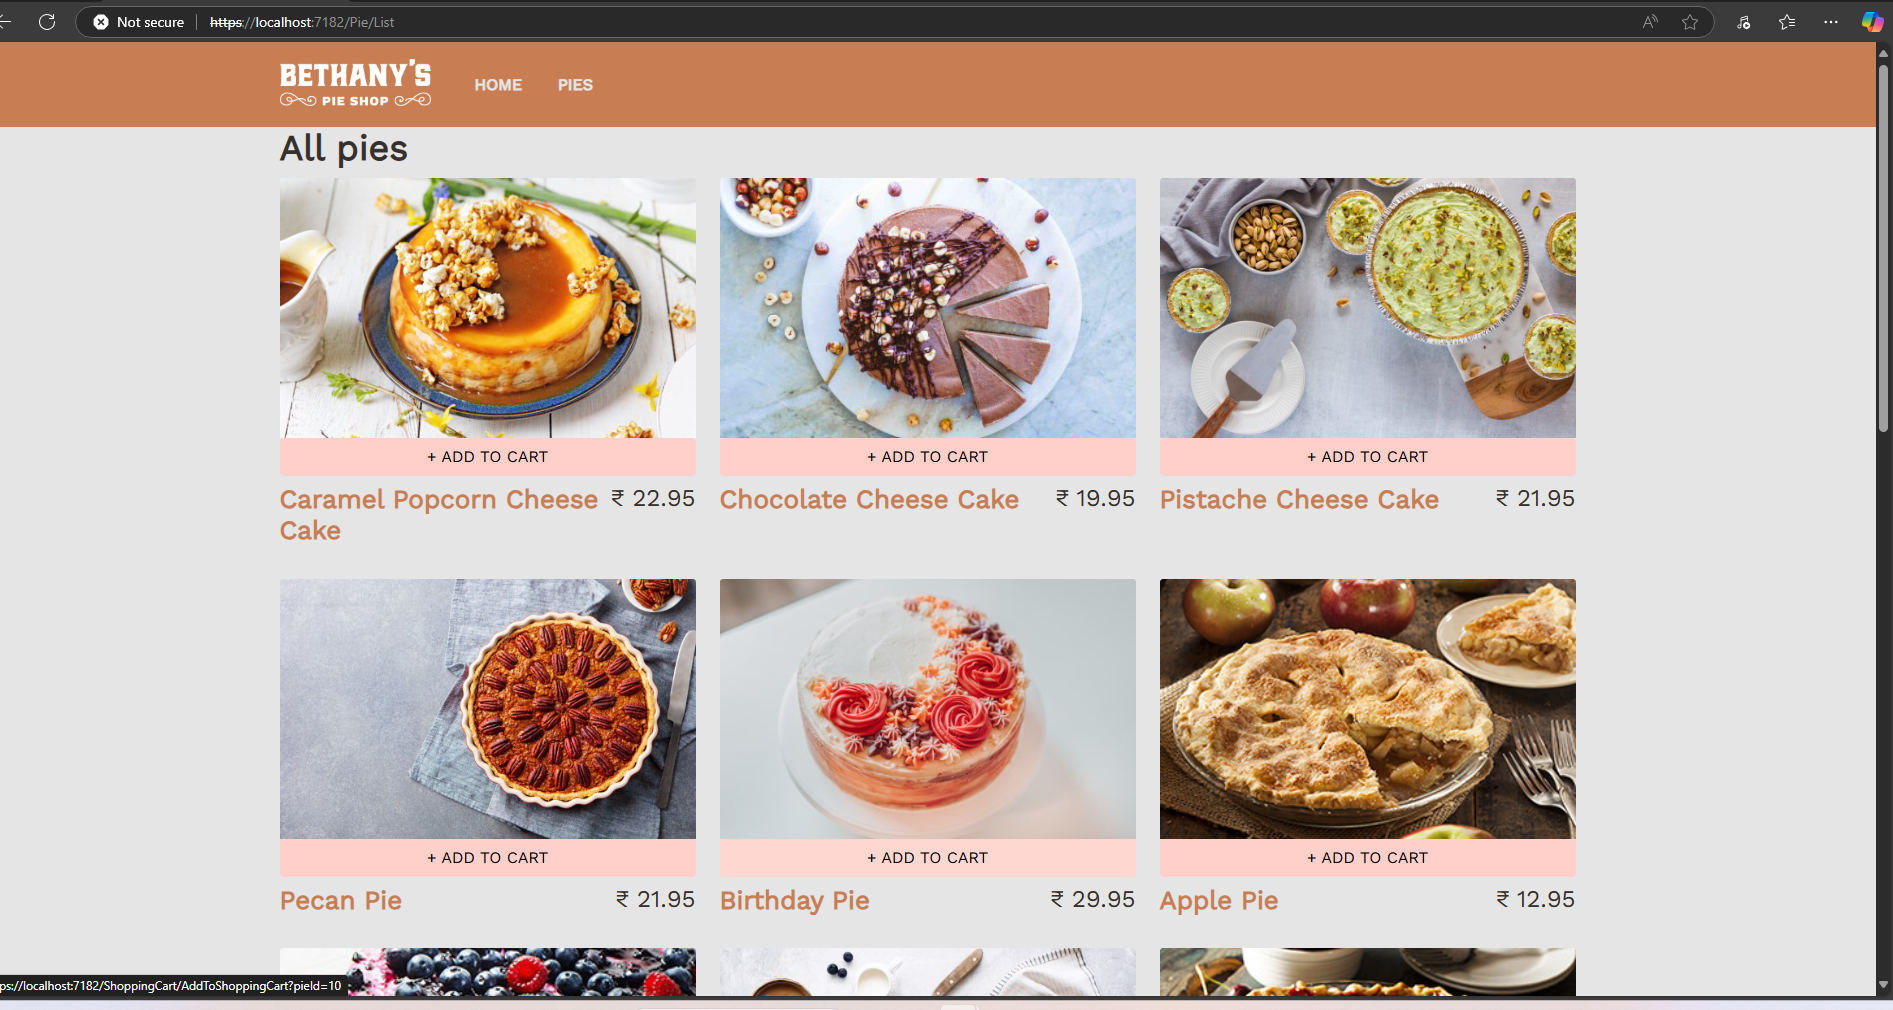 Not secure
https://localhost:7182/Pie/List
BETHANY'S
PIE SHOP
HOME
PIES
All pies
+ ADD TO CART
+ ADD TO CART
+ ADD TO CART
Caramel Popcorn Cheese
Cake
₹ 22.95
Chocolate Cheese Cake
₹ 19.95
Pistache Cheese Cake
₹ 21.95
+ ADD TO CART
+ ADD TO CART
+ ADD TO CART
Pecan Pie
₹ 21.95
Birthday Pie
₹ 29.95
Apple Pie
₹ 12.95
ps://localhost:7182/ShoppingCart/AddToShoppingCart?pieId=10